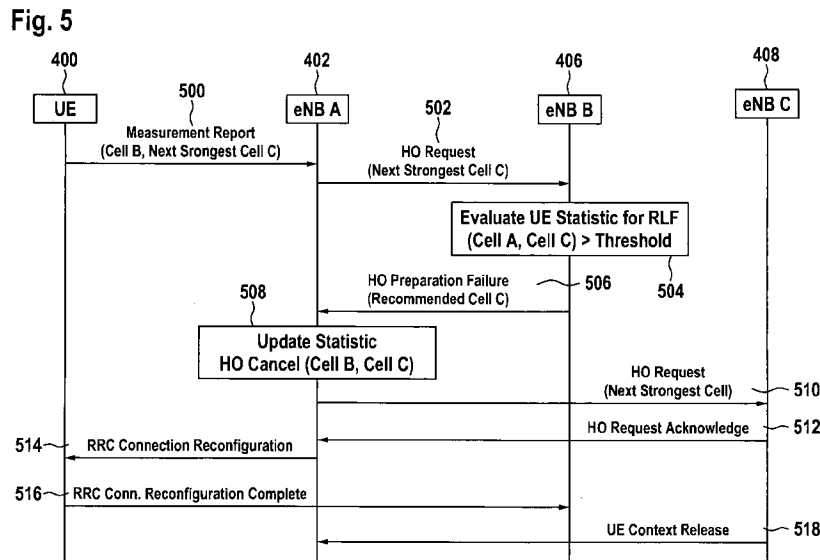 Fig. 5
400
402
406
408
UE
eNB A
eNB B
eNB C
500
Measurement Report
(Cell B, Next Srongest Cell C)
502
HO Request
(Next Strongest Cell C)
Evaluate UE Statistic for RLF
(Cell A, Cell C) > Threshold
504
HO Preparation Failure
(Recommended Cell C)
506
508
Update Statistic
HO Cancel (Cell B, Cell C)
HO Request
(Next Strongest Cell)
510
HO Request Acknowledge
512
514
RRC Connection Reconfiguration
516
RRC Conn. Reconfiguration Complete
UE Context Release
518